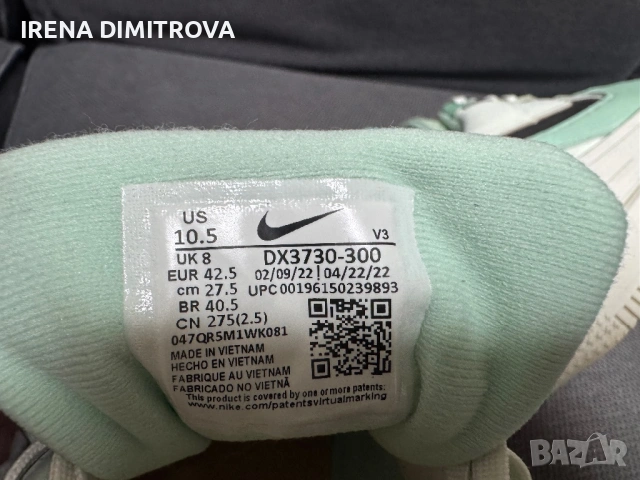 IRENA DIMITROVA
US
10.5
V3
UK 8
DX3730-300
EUR 42.5
02/09/22 | 04/22/22
cm 27.5
UPC 00196150239893
BR 40.5
CN 275(2.5)
047QR5M1WK081
MADE IN VIETNAM
HECHO EN VIETNAM
FABRIQUE AU VIETNAM
FABRICADO NO VIETNÃ
This product is covered by one or more patents:
www.nike.com/patentsvirtualmarking
BAZAR
bg